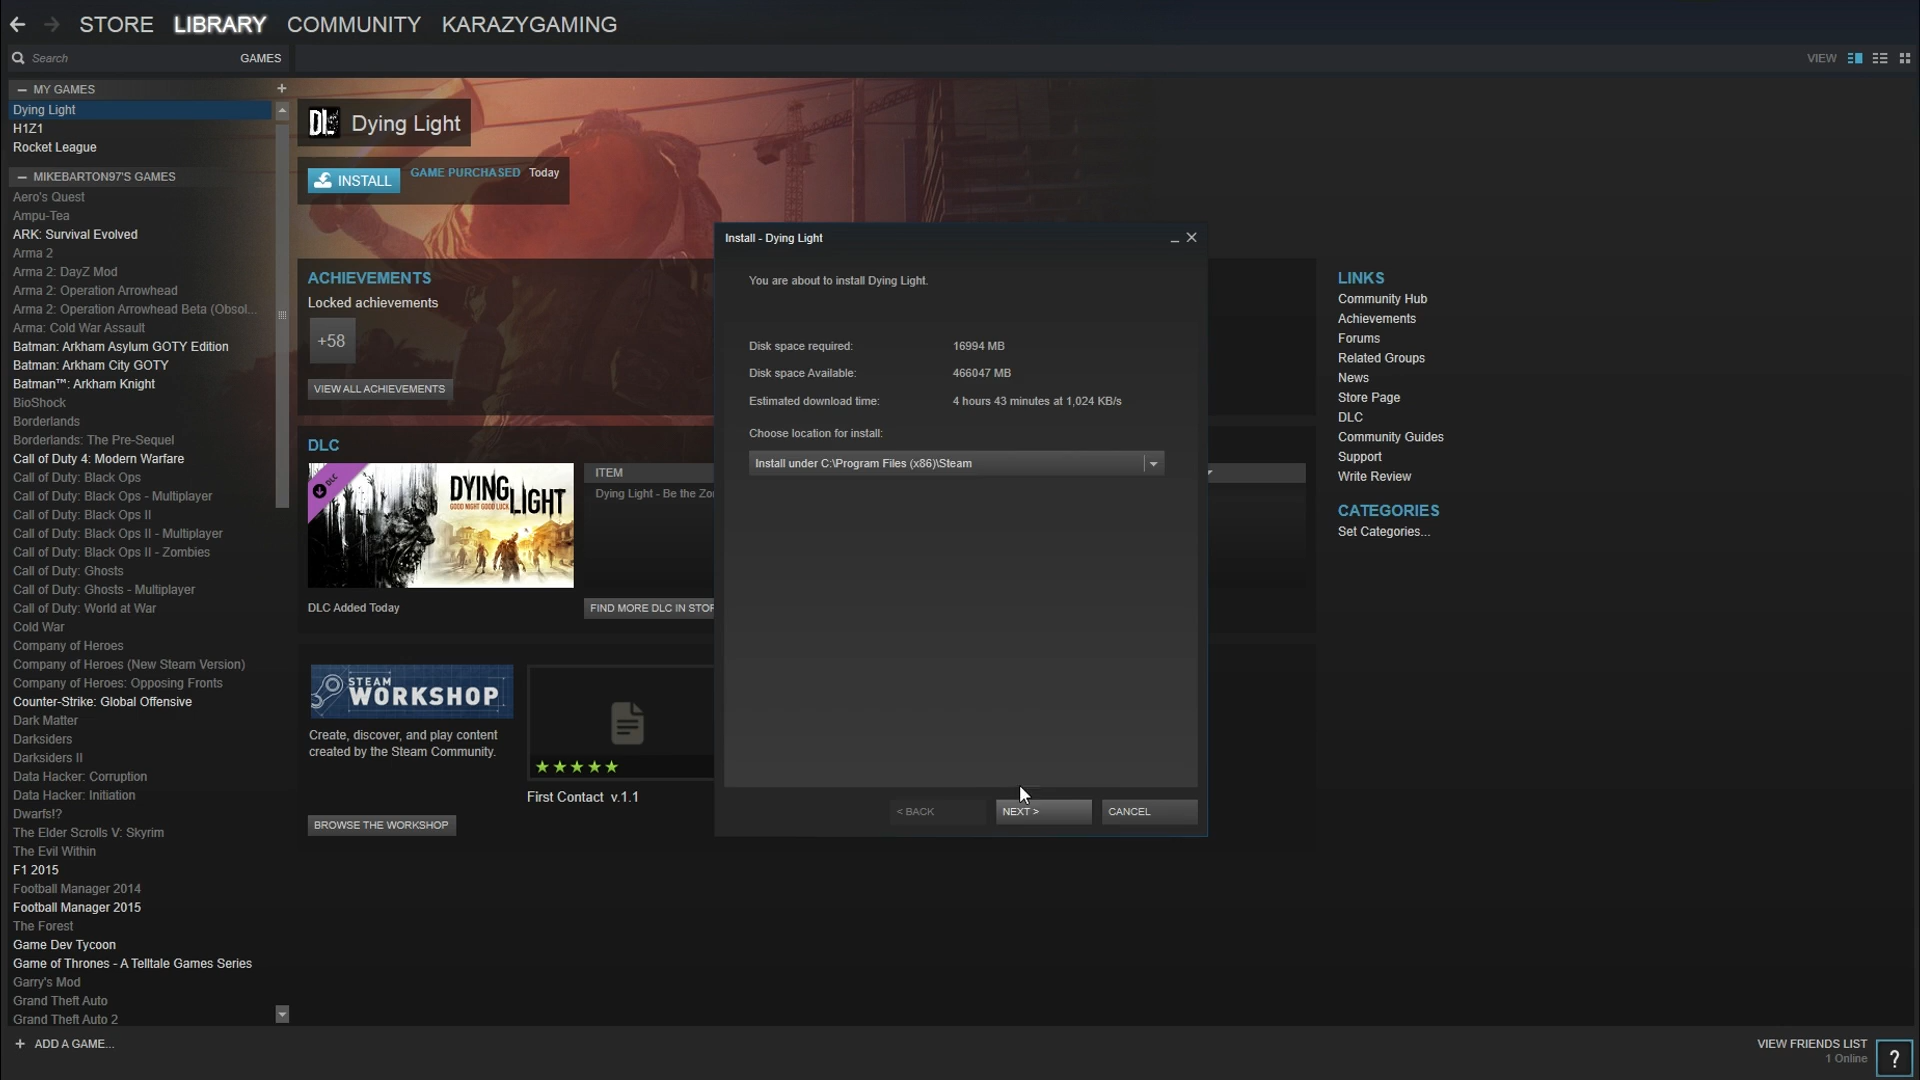 STORE LIBRARY COMMUNITY KARAZYGAMING
Search GAMES
VIEW
— MY GAMES +
Dying Light
H1Z1
Rocket League
— MIKEBARTON97'S GAMES
Aero's Quest
Ampu-Tea
ARK: Survival Evolved
Arma 2
Arma 2: DayZ Mod
Arma 2: Operation Arrowhead
Arma 2: Operation Arrowhead Beta (Obsol...
Arma: Cold War Assault
Batman: Arkham Asylum GOTY Edition
Batman: Arkham City GOTY
Batman™: Arkham Knight
BioShock
Borderlands
Borderlands: The Pre-Sequel
Call of Duty 4: Modern Warfare
Call of Duty: Black Ops
Call of Duty: Black Ops - Multiplayer
Call of Duty: Black Ops II
Call of Duty: Black Ops II - Multiplayer
Call of Duty: Black Ops II - Zombies
Call of Duty: Ghosts
Call of Duty: Ghosts - Multiplayer
Call of Duty: World at War
Cold War
Company of Heroes
Company of Heroes (New Steam Version)
Company of Heroes: Opposing Fronts
Counter-Strike: Global Offensive
Dark Matter
Darksiders
Darksiders II
Data Hacker: Corruption
Data Hacker: Initiation
Dwarfs!?
The Elder Scrolls V: Skyrim
The Evil Within
F1 2015
Football Manager 2014
Football Manager 2015
The Forest
Game Dev Tycoon
Game of Thrones - A Telltale Games Series
Garry's Mod
Grand Theft Auto
Grand Theft Auto 2
+ ADD A GAME...
DL Dying Light
INSTALL GAME PURCHASED Today
ACHIEVEMENTS
Locked achievements
+58
VIEW ALL ACHIEVEMENTS
DLC
DLC
DYING LIGHT
GOOD NIGHT GOOD LUCK
DLC Added Today
ITEM
Dying Light - Be the Zo
FIND MORE DLC IN STOR
STEAM
WORKSHOP
Create, discover, and play content
created by the Steam Community.
BROWSE THE WORKSHOP
First Contact v.1.1
Install - Dying Light
You are about to install Dying Light.
Disk space required: 16994 MB
Disk space Available: 466047 MB
Estimated download time: 4 hours 43 minutes at 1,024 KB/s
Choose location for install:
Install under C:\Program Files (x86)\Steam
< BACK NEXT > CANCEL
LINKS
Community Hub
Achievements
Forums
Related Groups
News
Store Page
DLC
Community Guides
Support
Write Review
CATEGORIES
Set Categories...
VIEW FRIENDS LIST
1 Online
?